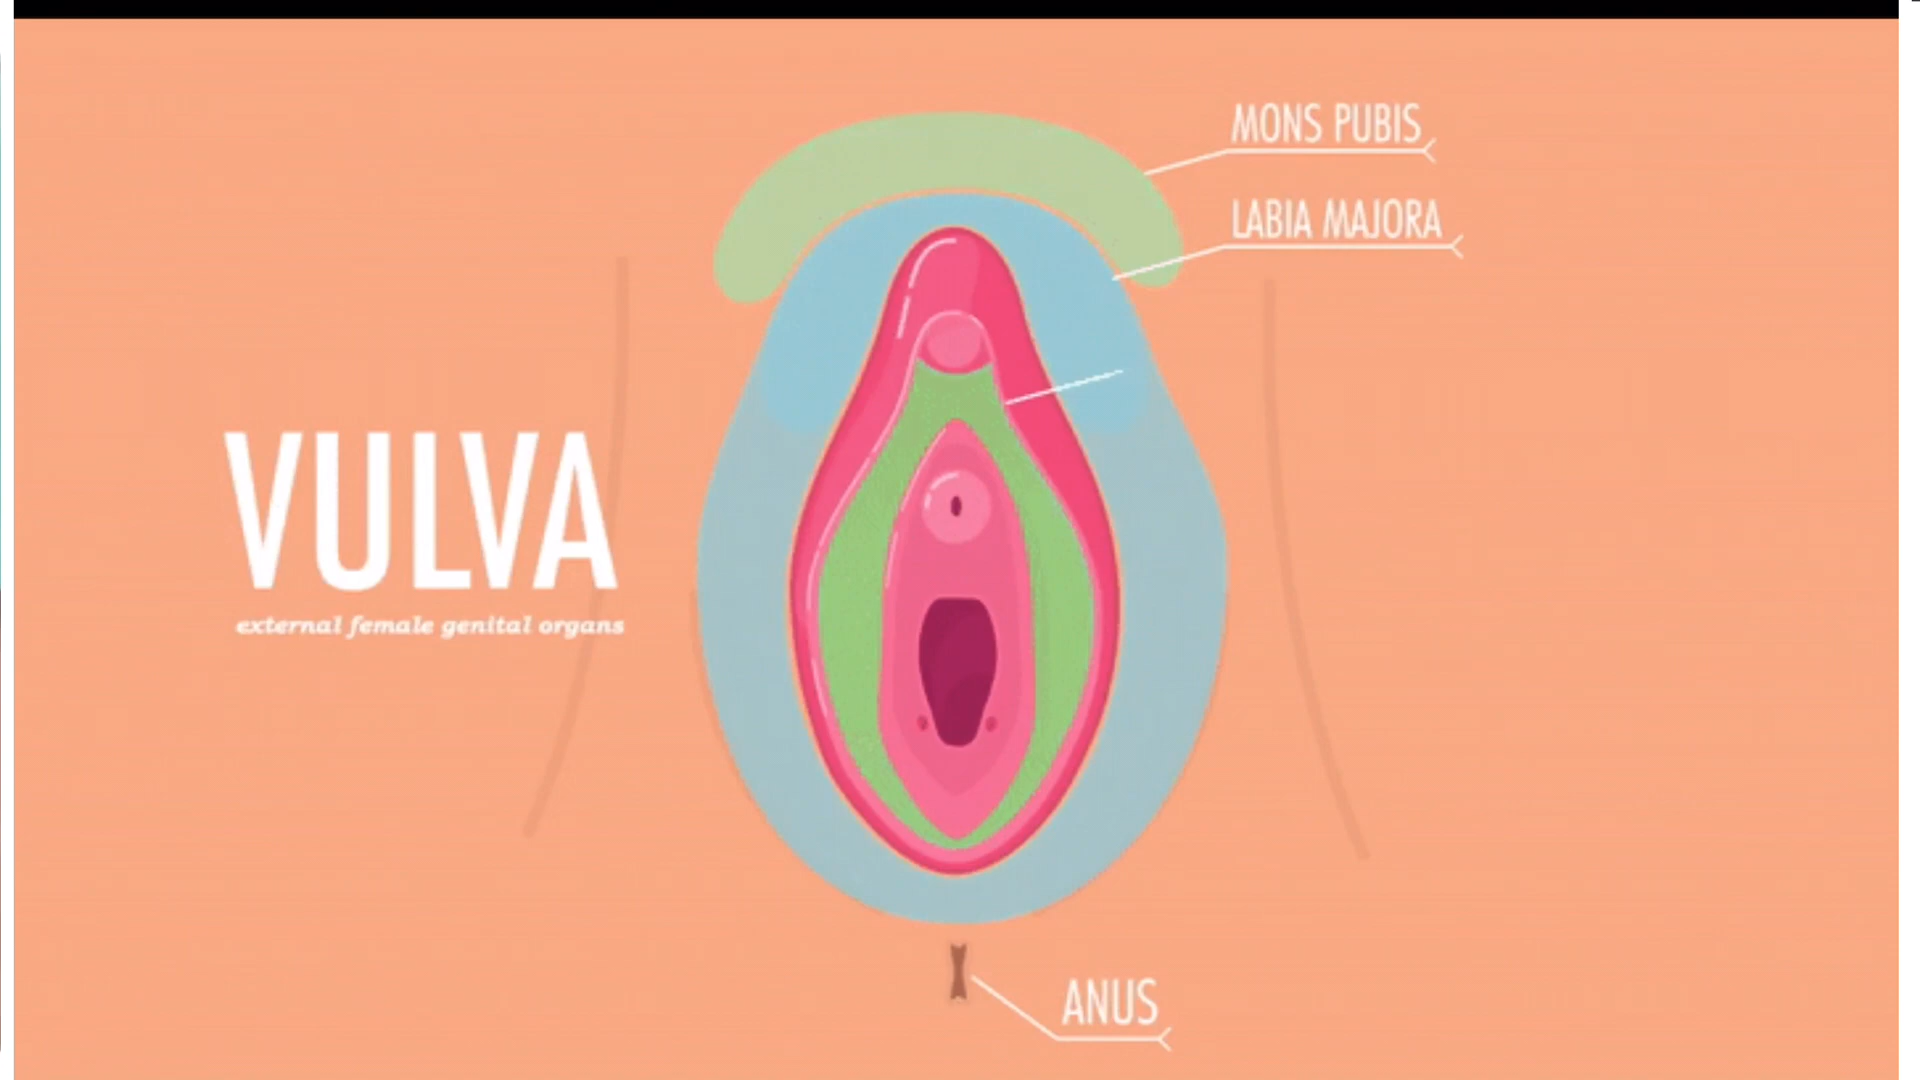 MONS PUBIS
LABIA MAJORA
VULVA
external female genital organs
ANUS